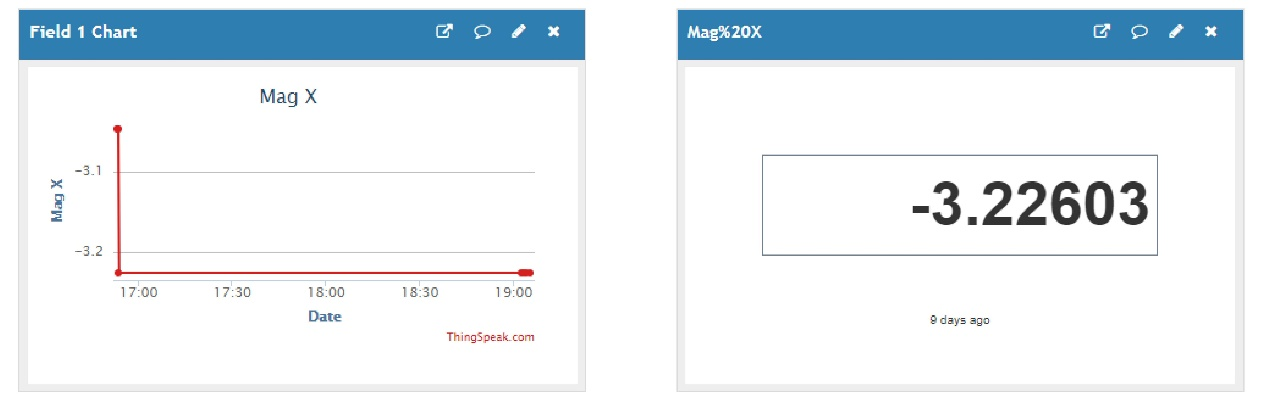 Field 1 Chart
Mag X
−3.1
−3.2
Mag X
17:00 17:30 18:00 18:30 19:00
Date
ThingSpeak.com
Mag%20X
-3.22603
9 days ago